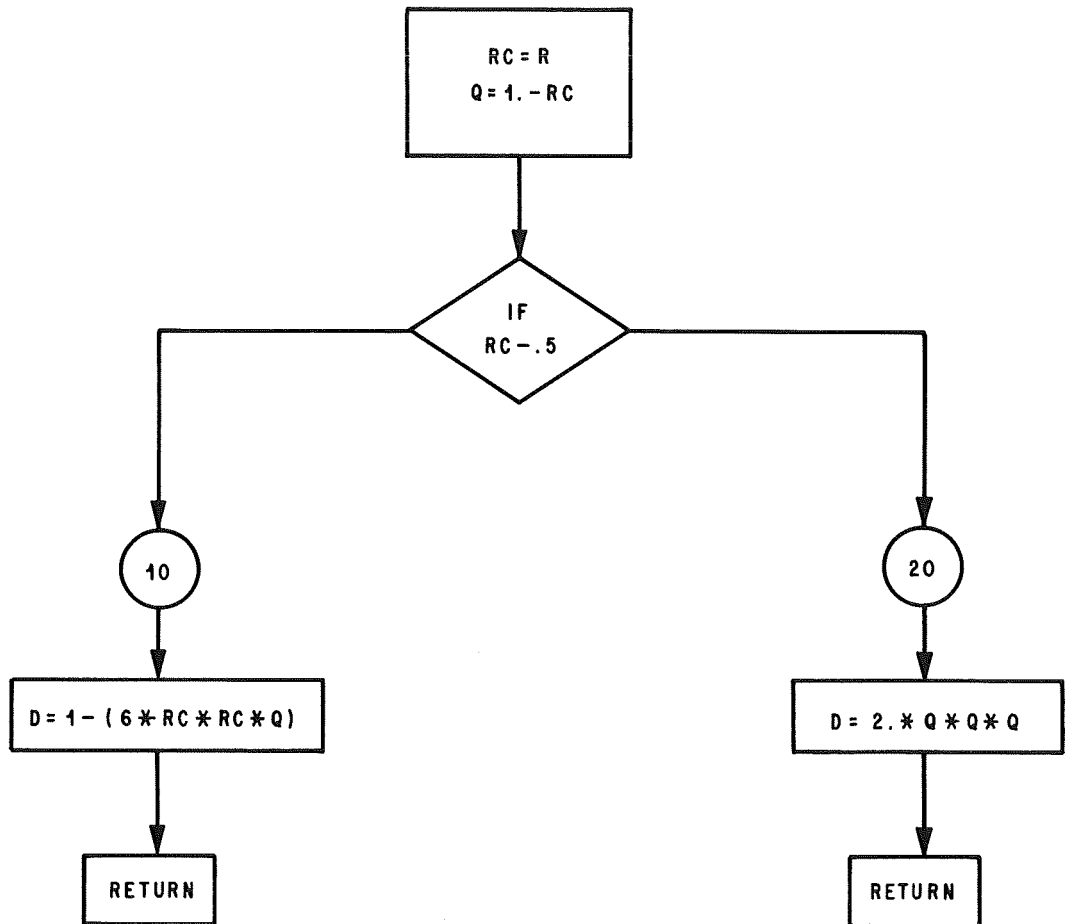 RC=R
Q=1.-RC
IF
RC-.5
10
20
D=1-(6*RC*RC*Q)
D=2.*Q*Q*Q
RETURN
RETURN